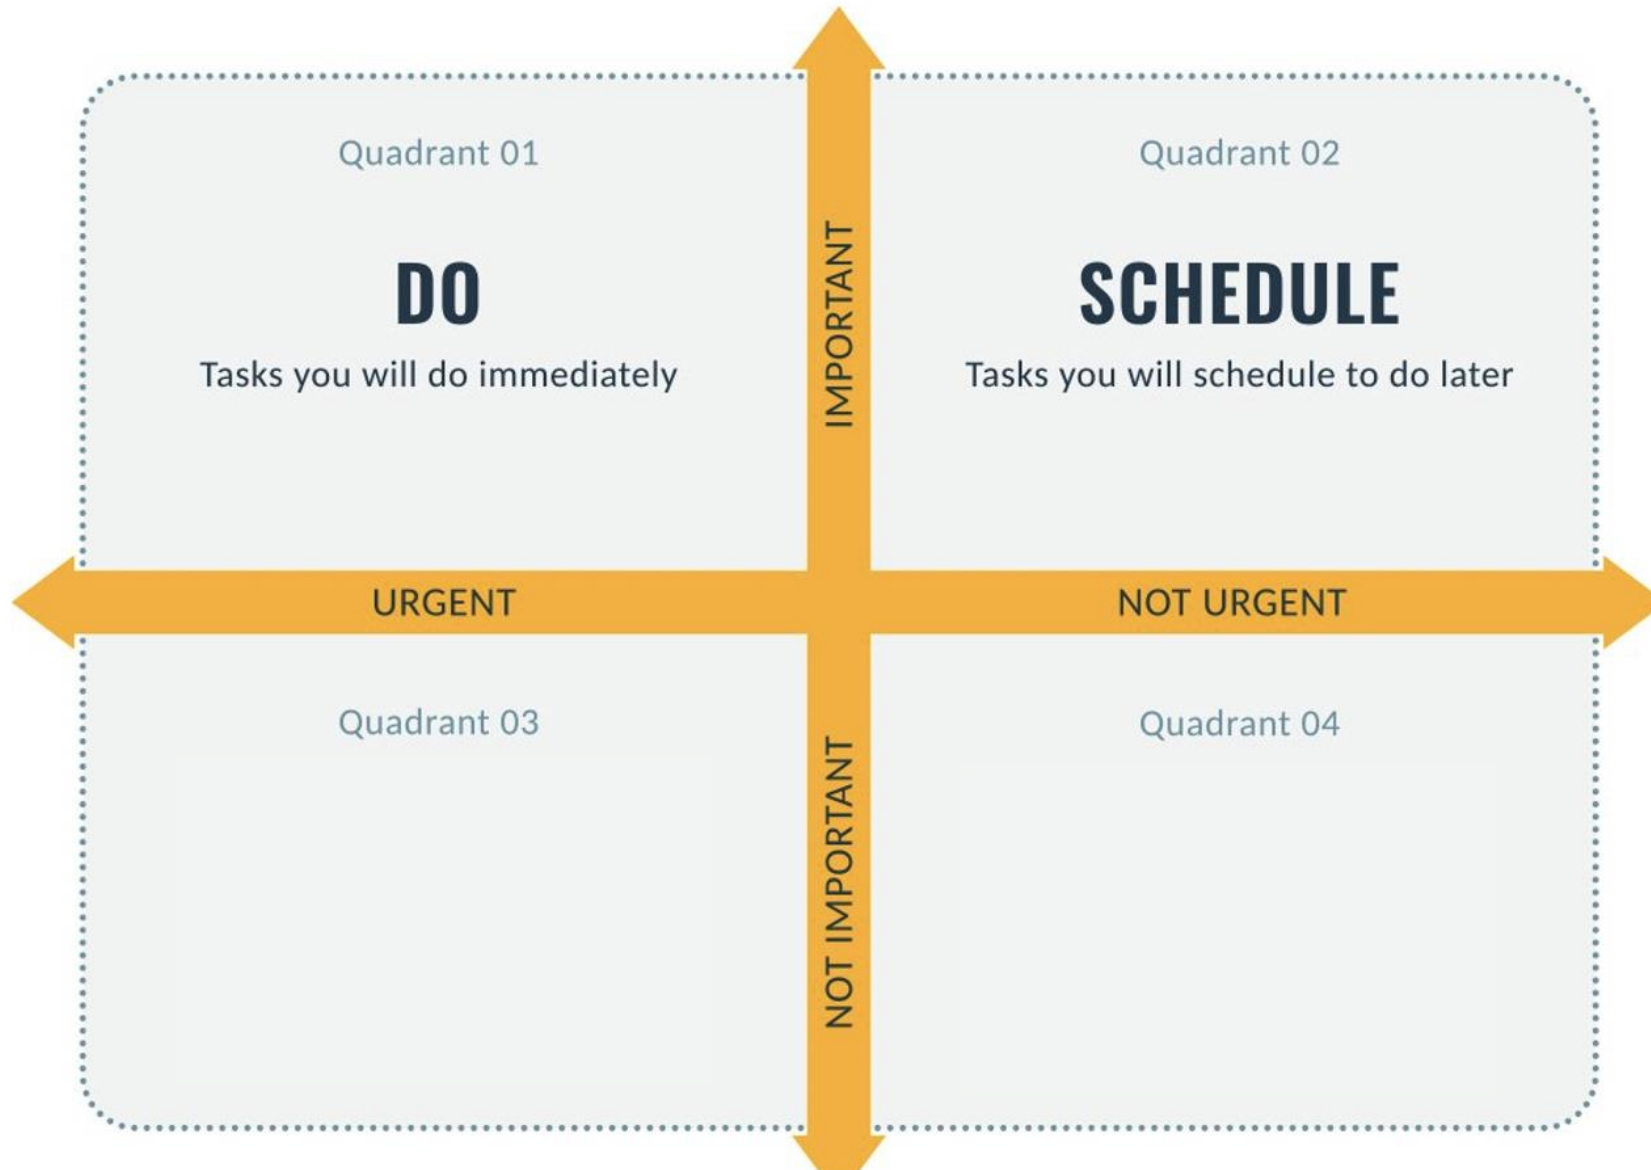 Quadrant 01
Quadrant 02
DO
SCHEDULE
Tasks you will do immediately
Tasks you will schedule to do later
IMPORTANT
URGENT
NOT URGENT
Quadrant 03
Quadrant 04
NOT IMPORTANT